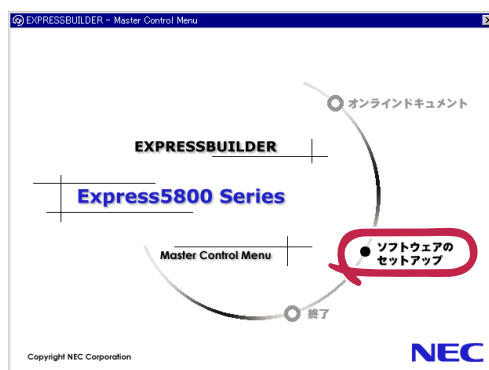 EXPRESSBUILDER - Master Control Menu
オンラインドキュメント
EXPRESSBUILDER
Express5800 Series
ソフトウェアの
セットアップ
Master Control Menu
終了
Copyright NEC Corporation
NEC